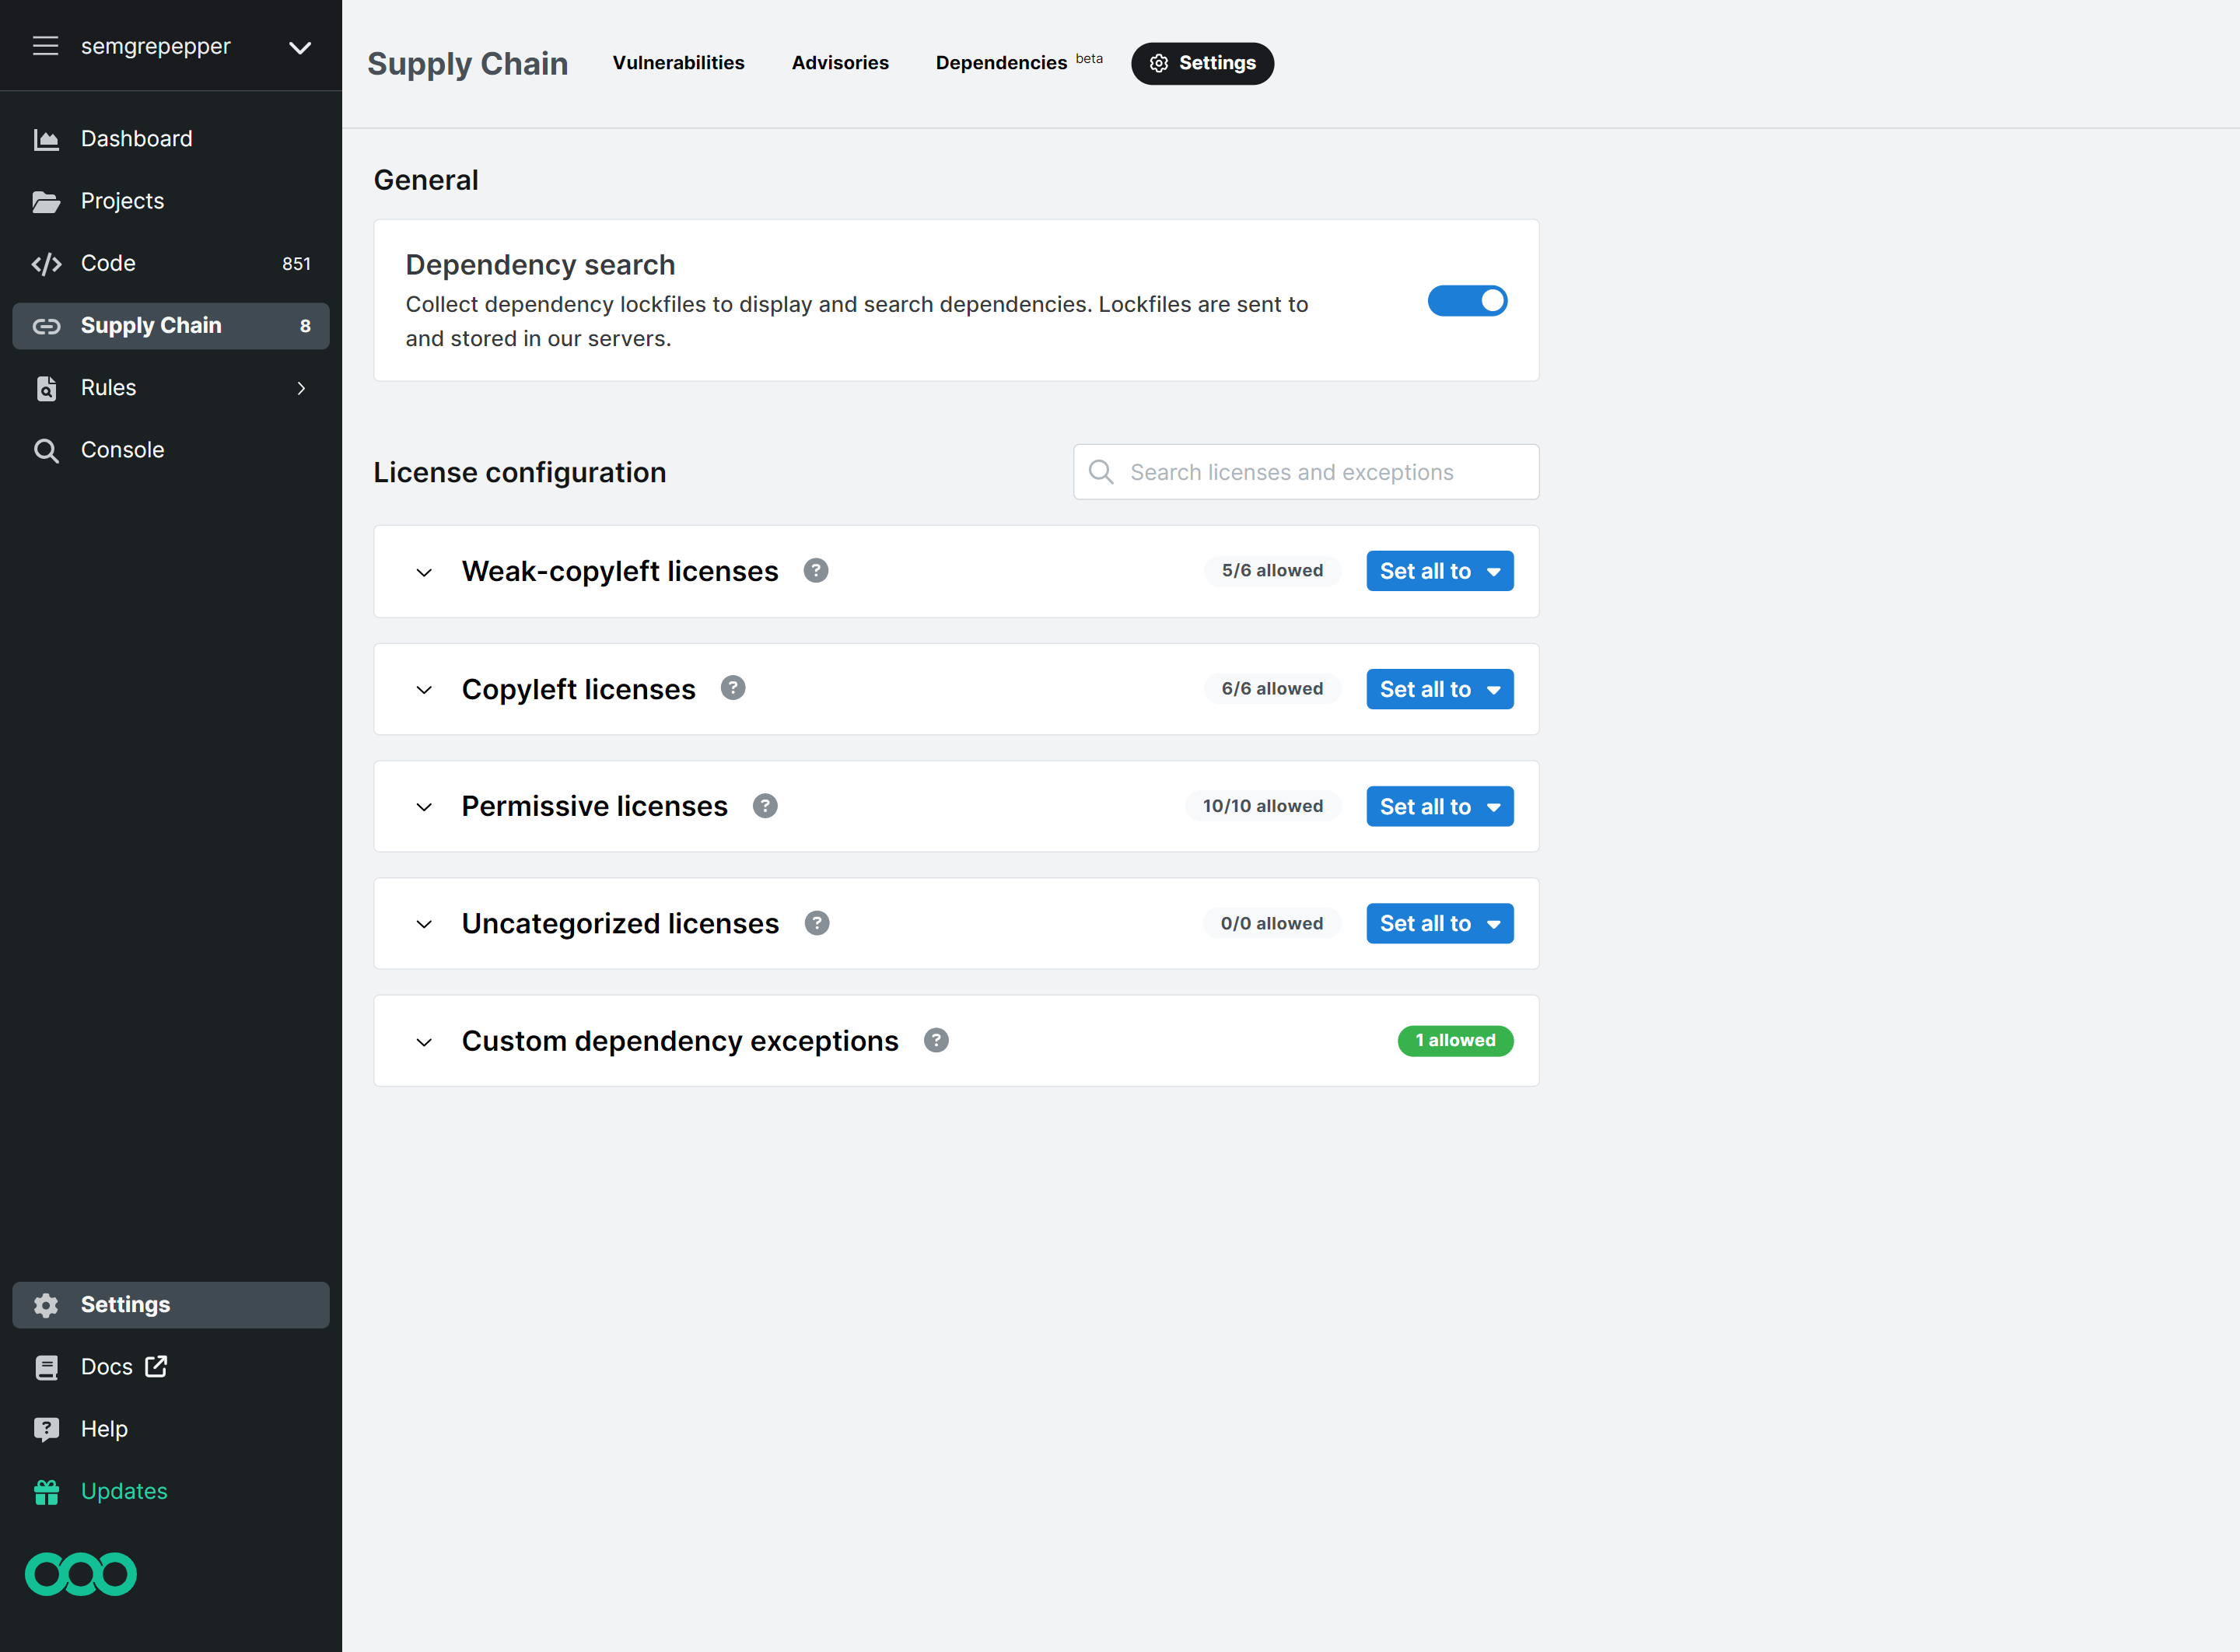 semgrepepper
Dashboard
Projects
Code 851
Supply Chain 8
Rules
Console
Settings
Docs
Help
Updates
Supply Chain Vulnerabilities Advisories Dependencies beta Settings
General
Dependency search
Collect dependency lockfiles to display and search dependencies. Lockfiles are sent to
and stored in our servers.
License configuration Search licenses and exceptions
Weak-copyleft licenses ? 5/6 allowed Set all to
Copyleft licenses ? 6/6 allowed Set all to
Permissive licenses ? 10/10 allowed Set all to
Uncategorized licenses ? 0/0 allowed Set all to
Custom dependency exceptions ? 1 allowed